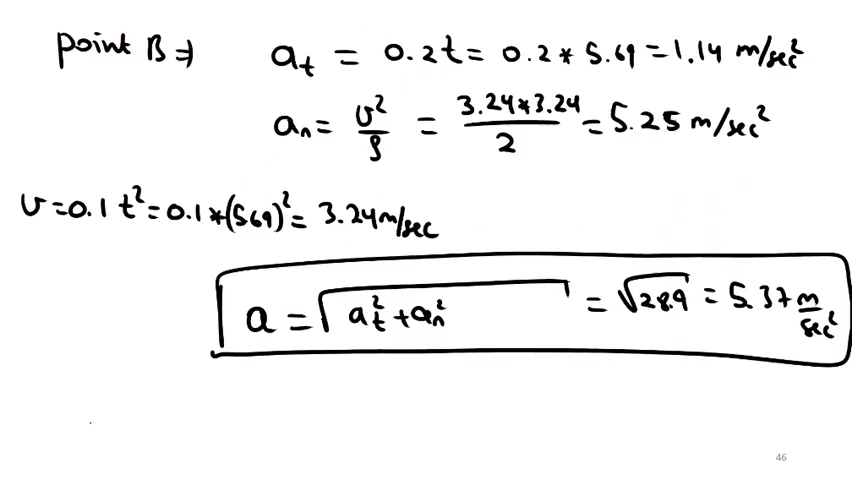 point B ⇒ a_t = 0.2t = 0.2 * 5.69 = 1.14 m/sec²
a_n = v²/ρ = 3.24*3.24/2 = 5.25 m/sec²
v = 0.1 t² = 0.1 * (5.69)² = 3.24 m/sec
a = √(a_t² + a_n²) = √28.9 = 5.37 m/sec²
46